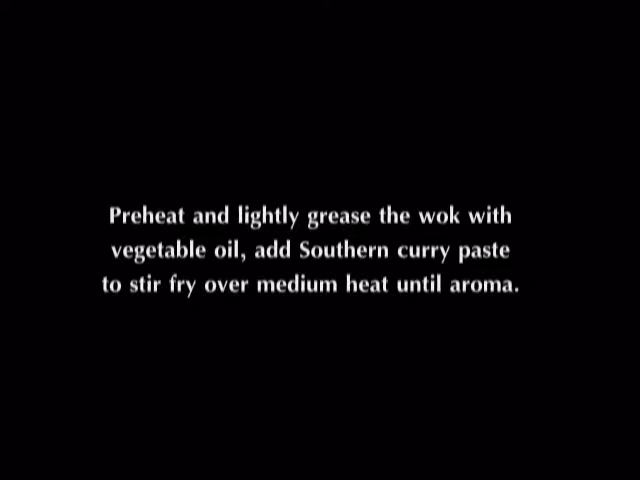 Preheat and lightly grease the wok with
vegetable oil, add Southern curry paste
to stir fry over medium heat until aroma.